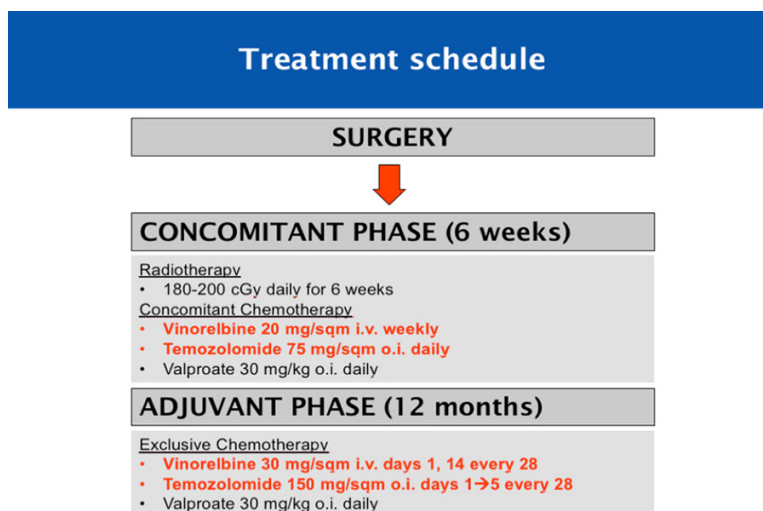 Treatment schedule
SURGERY
CONCOMITANT PHASE (6 weeks)
Radiotherapy
• 180-200 cGy daily for 6 weeks
Concomitant Chemotherapy
• Vinorelbine 20 mg/sqm i.v. weekly
• Temozolomide 75 mg/sqm o.i. daily
• Valproate 30 mg/kg o.i. daily
ADJUVANT PHASE (12 months)
Exclusive Chemotherapy
• Vinorelbine 30 mg/sqm i.v. days 1, 14 every 28
• Temozolomide 150 mg/sqm o.i. days 1→5 every 28
• Valproate 30 mg/kg o.i. daily